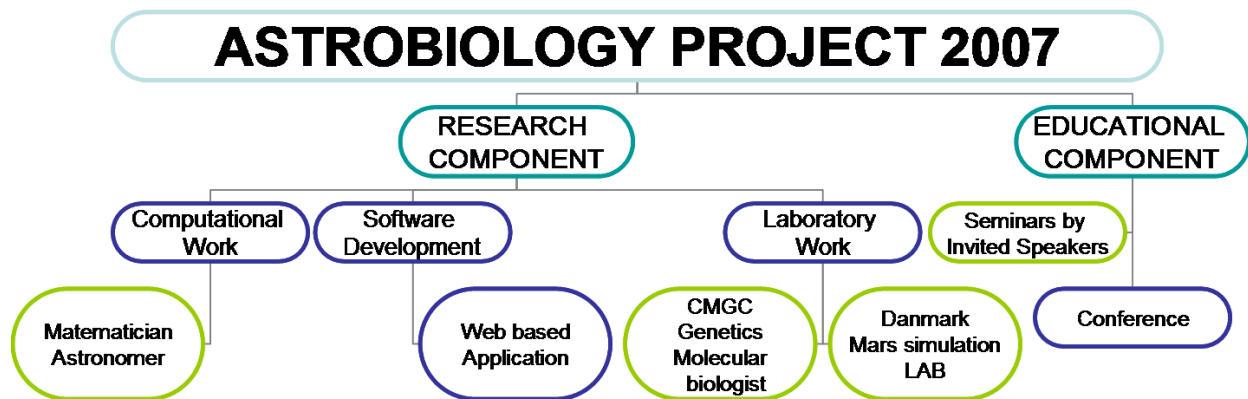 ASTROBIOLOGY PROJECT 2007
RESEARCH
COMPONENT
EDUCATIONAL
COMPONENT
Computational
Work
Software
Development
Laboratory
Work
Seminars by
Invited Speakers
Maternatician
Astronomer
Web based
Application
CMGC
Genetics
Molecular
biologist
Danmark
Mars simulation
LAB
Conference